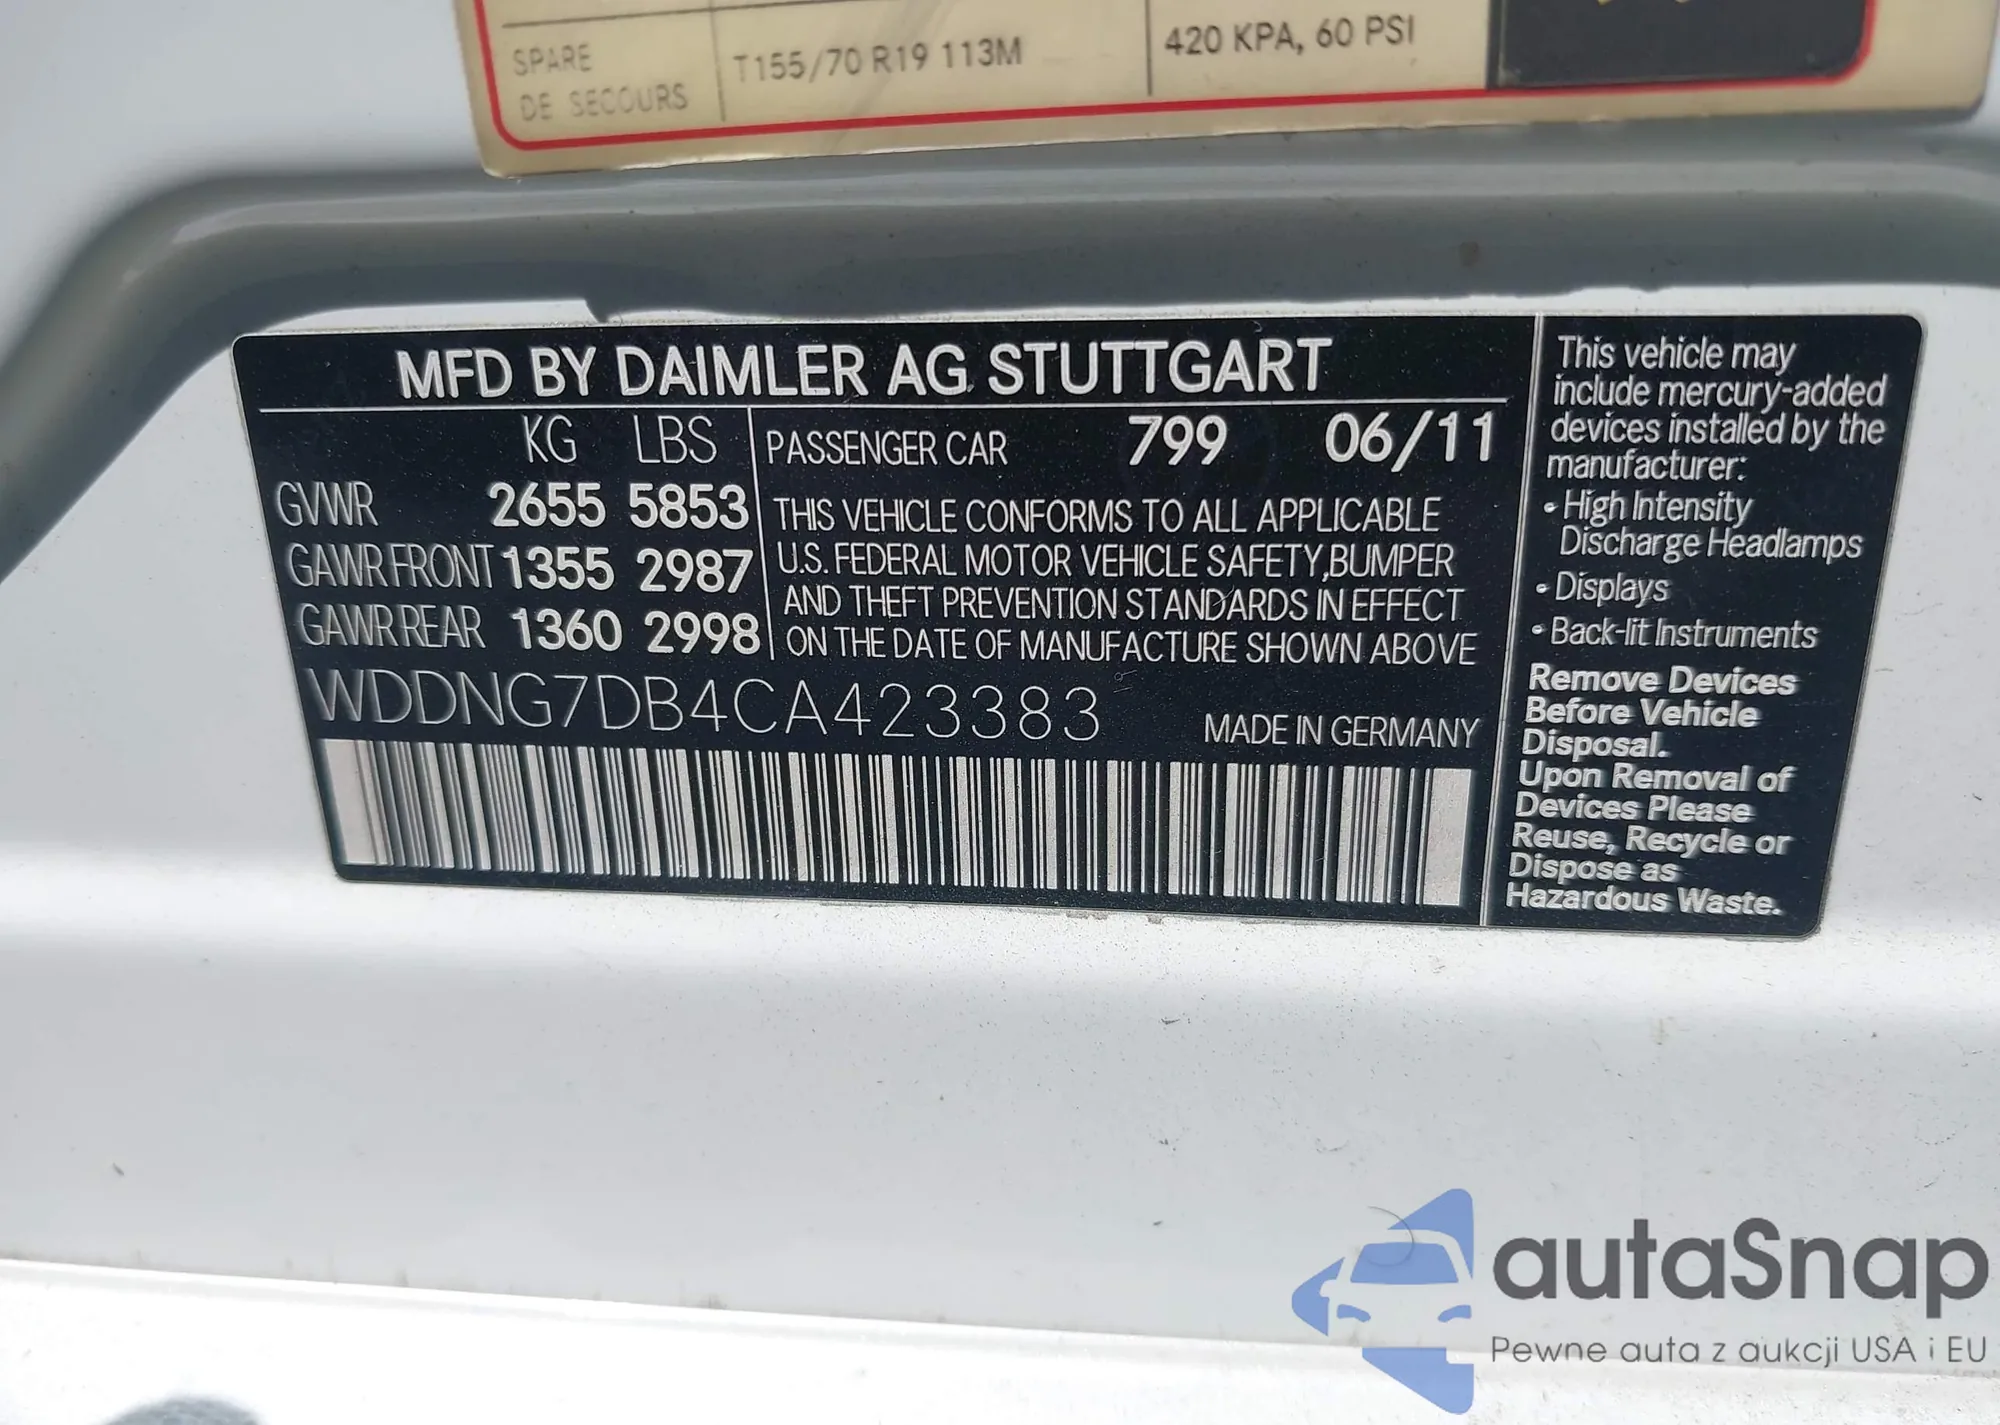 SPARE
DE SECOURS
T155/70 R19 113M
420 KPA, 60 PSI
MFD BY DAIMLER AG STUTTGART
KG LBS
GVWR 2655 5853
GAWR FRONT 1355 2987
GAWR REAR 1360 2998
PASSENGER CAR 799 06/11
THIS VEHICLE CONFORMS TO ALL APPLICABLE
U.S. FEDERAL MOTOR VEHICLE SAFETY,BUMPER
AND THEFT PREVENTION STANDARDS IN EFFECT
ON THE DATE OF MANUFACTURE SHOWN ABOVE
WDDNG7DB4CA423383
MADE IN GERMANY
This vehicle may
include mercury-added
devices installed by the
manufacturer:
• High Intensity
Discharge Headlamps
• Displays
• Back-lit Instruments
Remove Devices
Before Vehicle
Disposal.
Upon Removal of
Devices Please
Reuse, Recycle or
Dispose as
Hazardous Waste.
autaSnap
Pewne auta z aukcji USA i EU